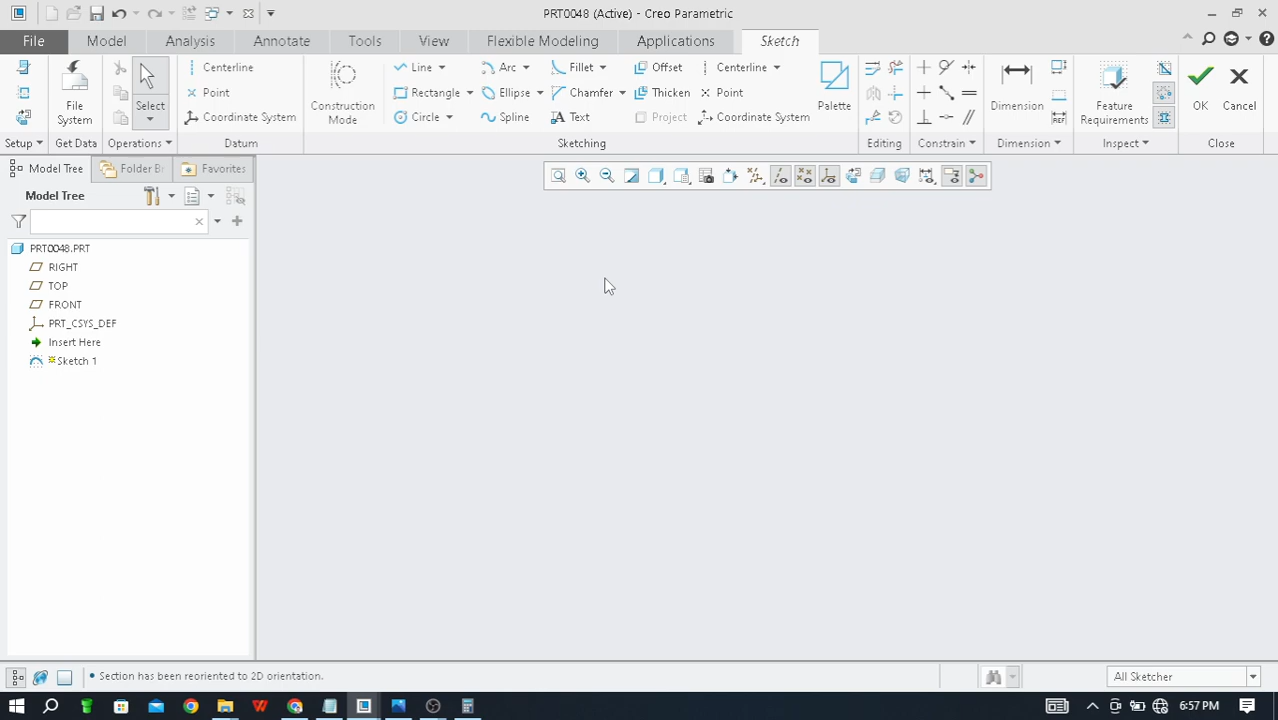 PRT0048 (Active) - Creo Parametric
File Model Analysis Annotate Tools View Flexible Modeling Applications Sketch
Centerline Line Arc Fillet Offset Centerline
Point Rectangle Ellipse Chamfer Thicken Point
File System Select Coordinate System Construction Mode Circle Spline Text Project Coordinate System Palette Dimension Feature Requirements OK Cancel
Setup Get Data Operations Datum Sketching Editing Constrain Dimension Inspect Close
Model Tree Folder B Favorites
Model Tree
PRT0048.PRT
RIGHT
TOP
FRONT
PRT_CSYS_DEF
Insert Here
Sketch 1
• Section has been reoriented to 2D orientation.
All Sketcher
6:57 PM